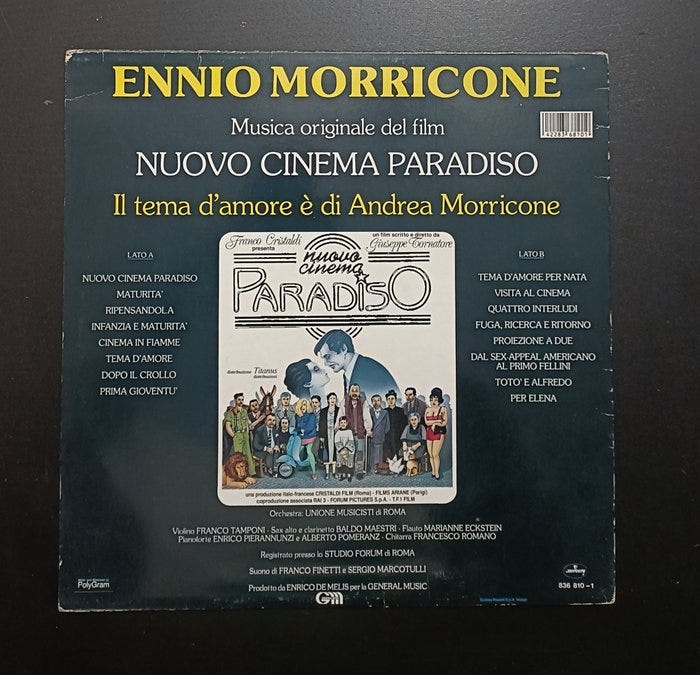 ENNIO MORRICONE
Musica originale del film
NUOVO CINEMA PARADISO
Il tema d'amore è di Andrea Morricone
42283 68101
LATO A
NUOVO CINEMA PARADISO
MATURITA'
RIPENSANDOLA
INFANZIA E MATURITA'
CINEMA IN FIAMME
TEMA D'AMORE
DOPO IL CROLLO
PRIMA GIOVENTU'
Franco Cristaldi
presenta
un film scritto e diretto da
Giuseppe Tornatore
nuovo
cinema
PARADISO
distribuzione Titanus
distribuzioni
una produzione italo-francese CRISTALDI FILM (Roma) - FILMS ARIANE (Parigi)
coproduzione associata RAI 3 - FORUM PICTURES S.p.A. - T.F.1 FILM
LATO B
TEMA D'AMORE PER NATA
VISITA AL CINEMA
QUATTRO INTERLUDI
FUGA, RICERCA E RITORNO
PROIEZIONE A DUE
DAL SEX-APPEAL AMERICANO
AL PRIMO FELLINI
TOTO' E ALFREDO
PER ELENA
Orchestra: UNIONE MUSICISTI di ROMA
Violino FRANCO TAMPONI - Sax alto e clarinetto BALDO MAESTRI - Flauto MARIANNE ECKSTEIN
Pianoforte ENRICO PIERANNUNZI e ALBERTO POMERANZ - Chitarra FRANCESCO ROMANO
Registrato presso lo STUDIO FORUM di ROMA
Suono di FRANCO FINETTI e SERGIO MARCOTULLI
Prodotto da ENRICO DE MELIS per la GENERAL MUSIC
GM
PolyGram
mercury
836 810-1